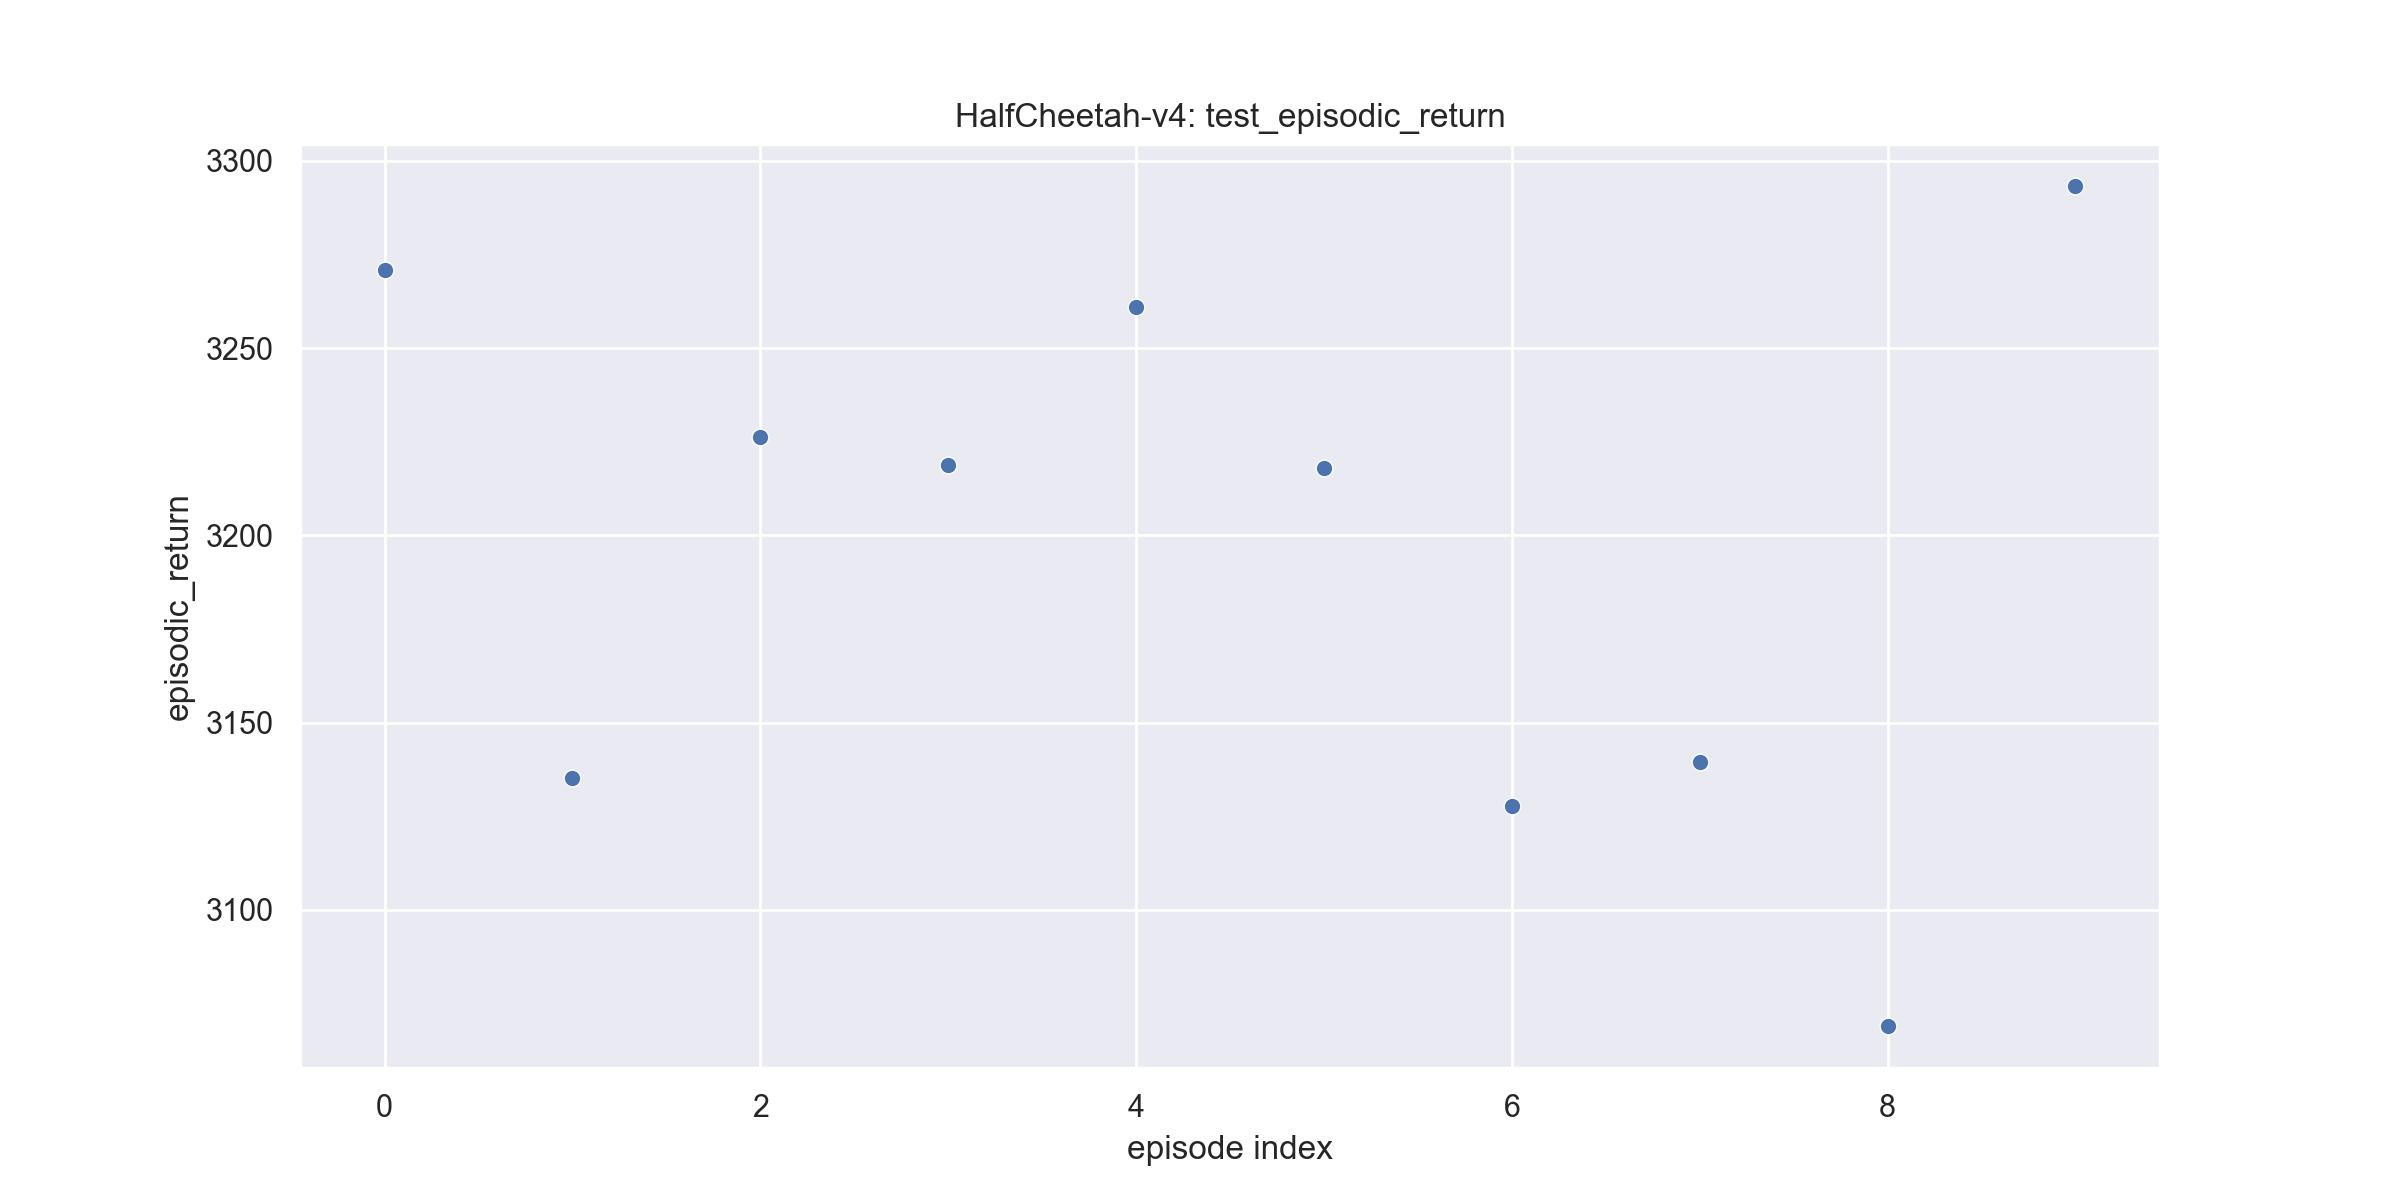 HalfCheetah-v4: test_episodic_return
3300
3250
3200
3150
3100
episodic_return
0 2 4 6 8
episode index